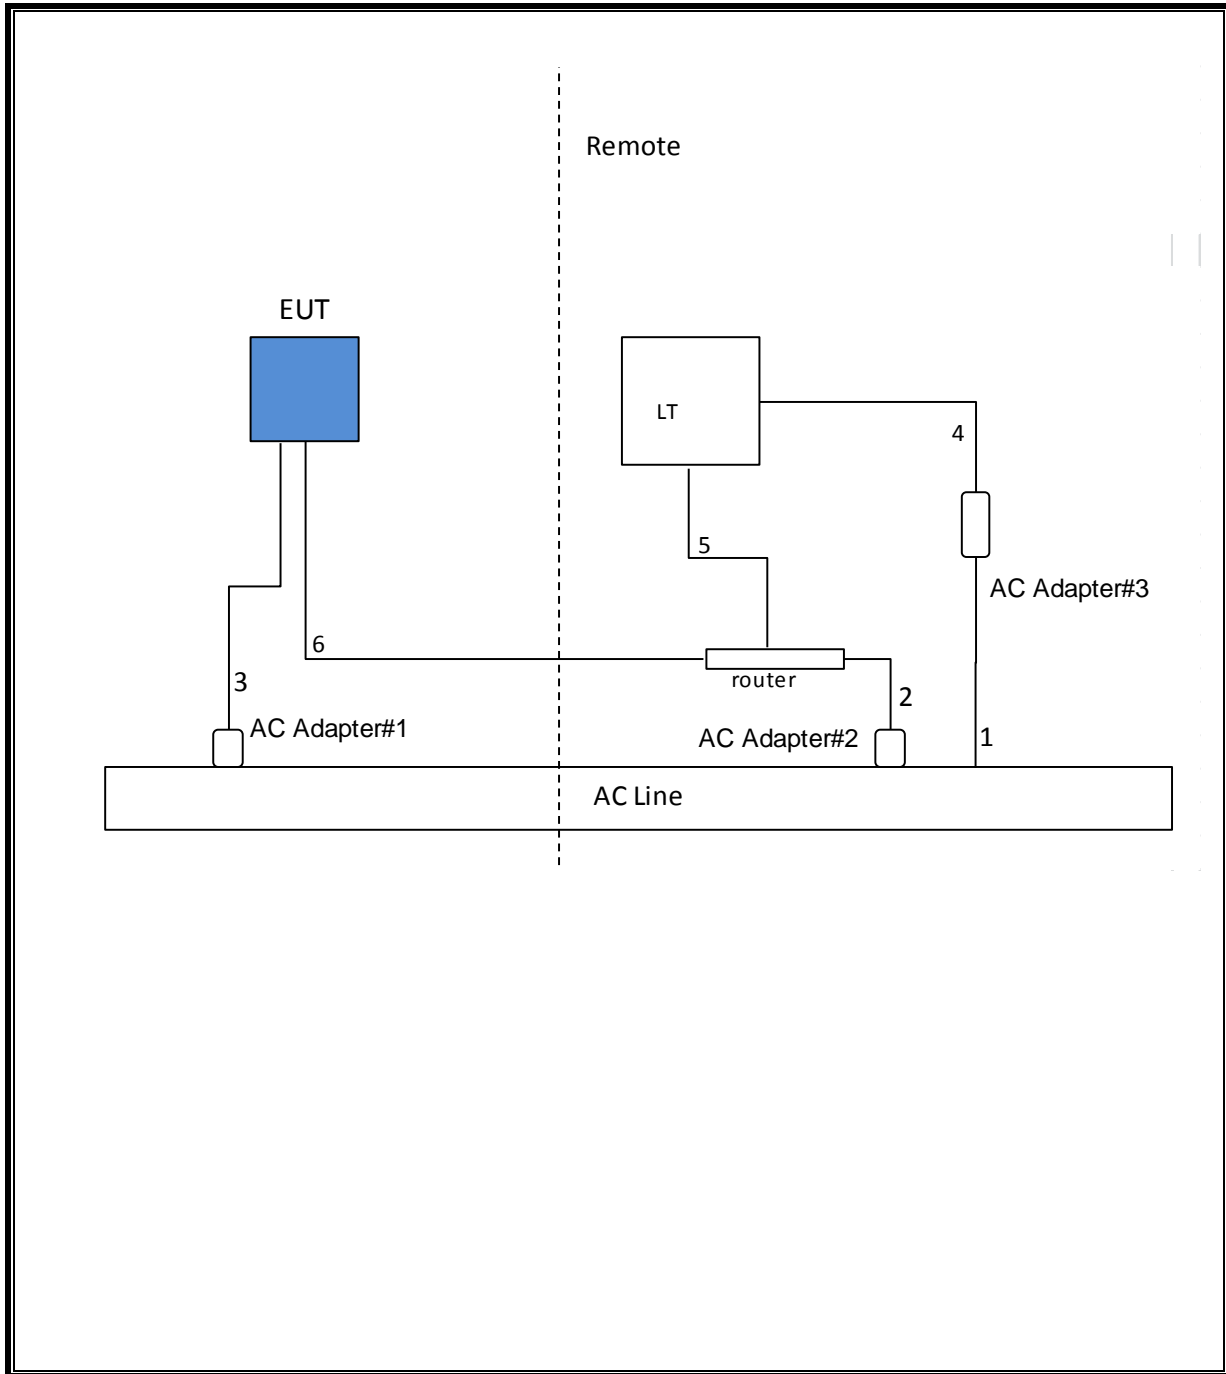 Remote
EUT
LT
4
5
AC Adapter#3
6
router
3
2
AC Adapter#1
AC Adapter#2
1
AC Line